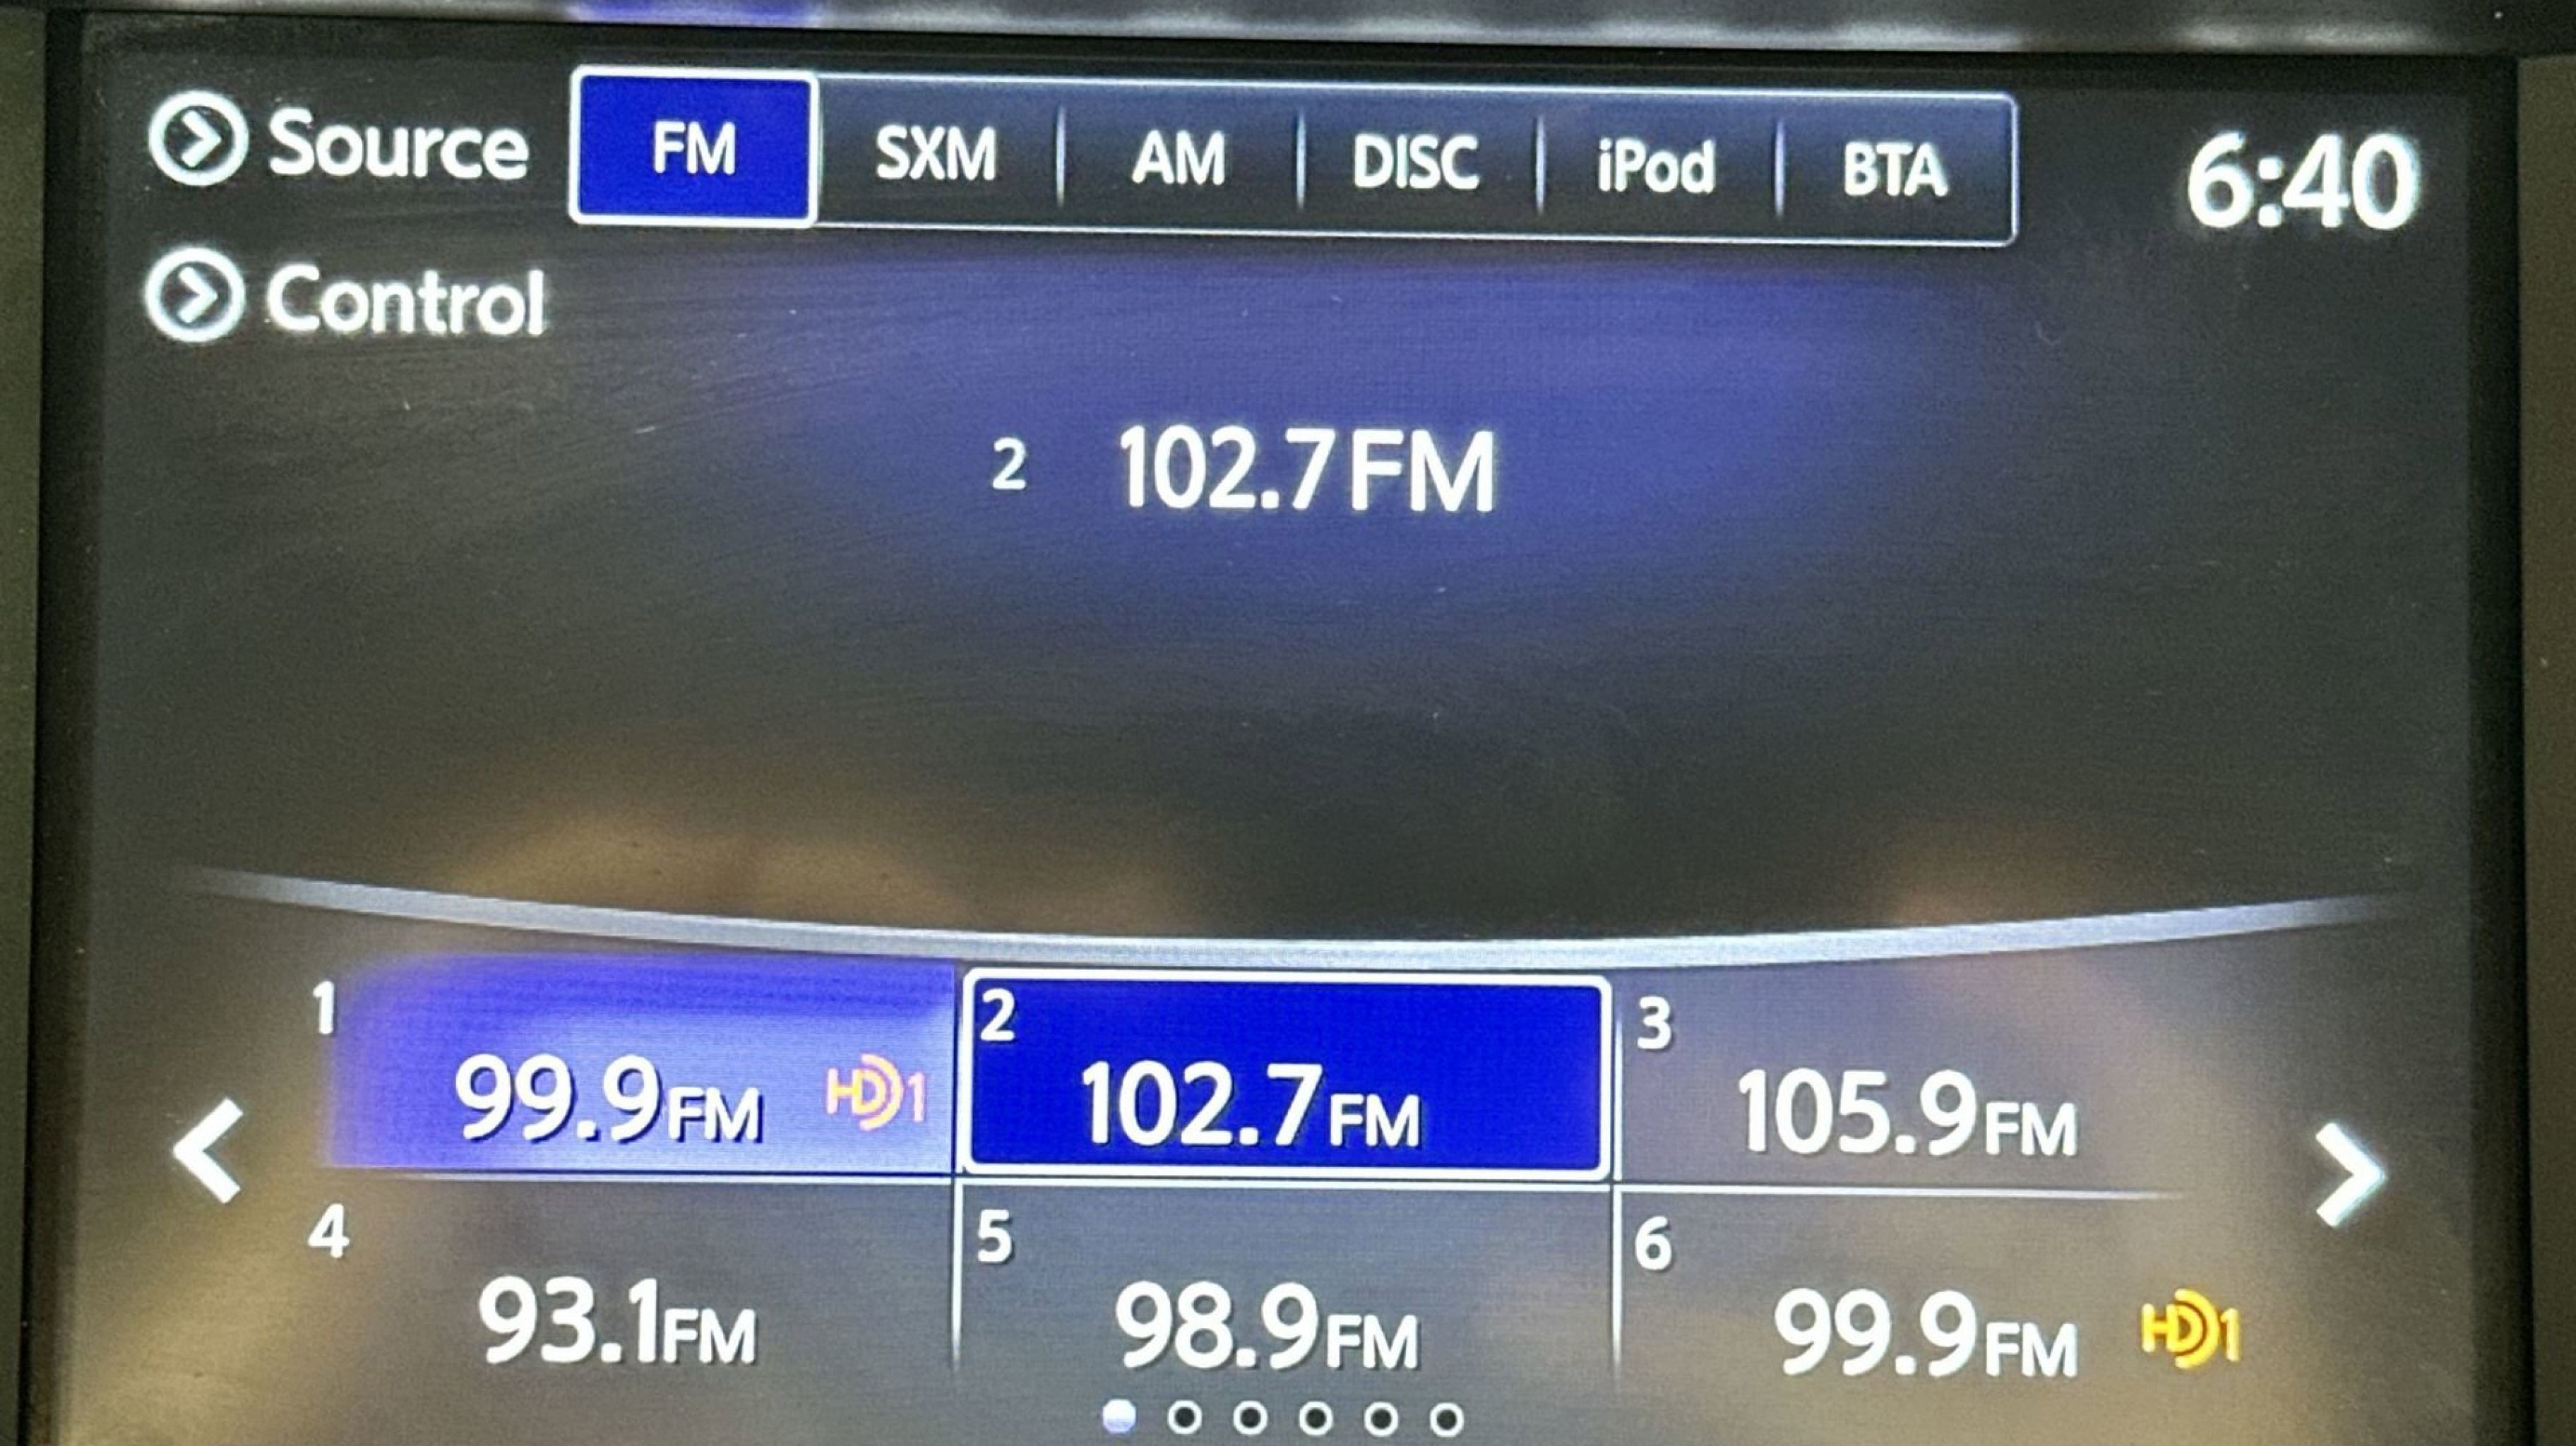 Source FM SXM AM DISC iPod BTA 6:40
Control
2 102.7FM
1 2 3
99.9FM HD1 102.7FM 105.9FM
4 5 6
93.1FM 98.9FM 99.9FM HD1